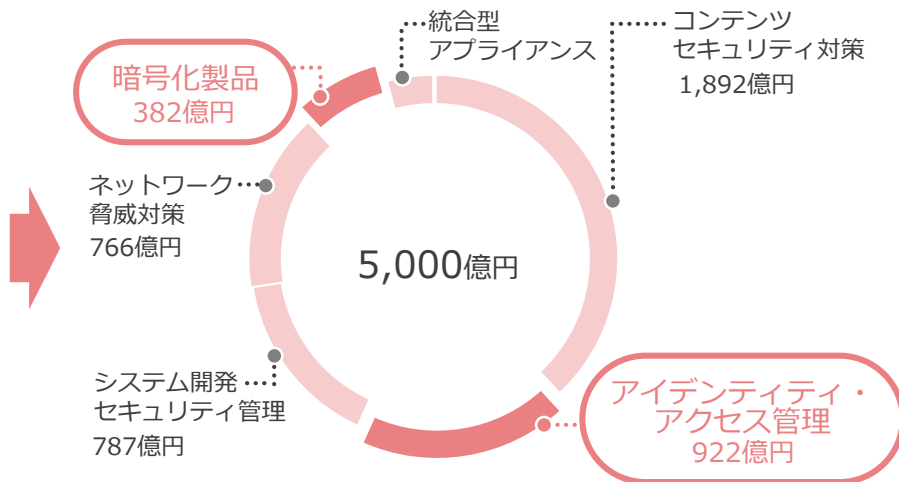 統合型
アプライアンス
コンテンツ
セキュリティ対策
1,892億円
暗号化製品
382億円
ネットワーク
脅威対策
766億円
5,000億円
システム開発
セキュリティ管理
787億円
アイデンティティ・
アクセス管理
922億円